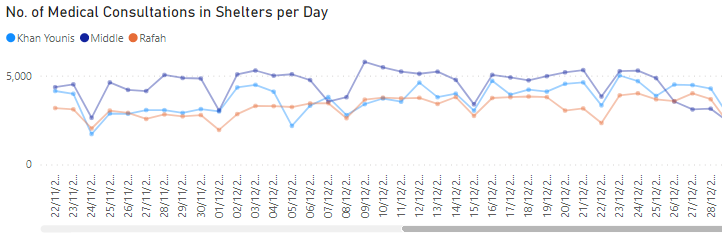 No. of Medical Consultations in Shelters per Day
Khan Younis Middle Rafah
5,000
0
22/11/2... 23/11/2... 24/11/2... 25/11/2... 26/11/2... 27/11/2... 28/11/2... 29/11/2... 30/11/2... 01/12/2... 02/12/2... 03/12/2... 04/12/2... 05/12/2... 06/12/2... 07/12/2... 08/12/2... 09/12/2... 10/12/2... 11/12/2... 12/12/2... 13/12/2... 14/12/2... 15/12/2... 16/12/2... 17/12/2... 18/12/2... 19/12/2... 20/12/2... 21/12/2... 22/12/2... 23/12/2... 24/12/2... 25/12/2... 26/12/2... 27/12/2... 28/12/2...